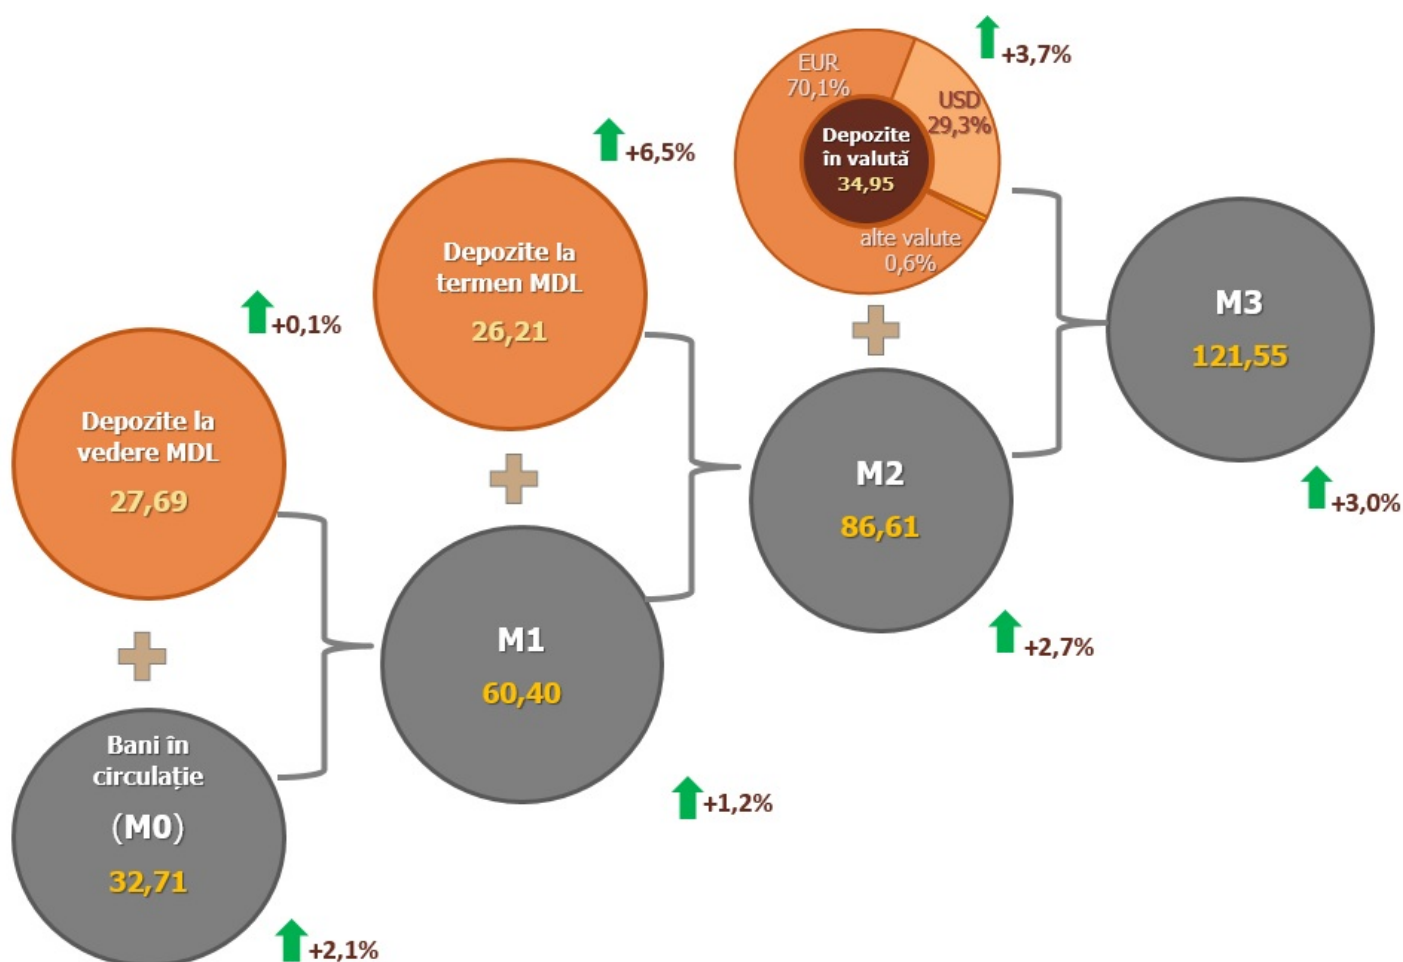 +0,1%
Depozite la
vedere MDL
27,69
Bani în
circulație
(M0)
32,71
+2,1%
+6,5%
Depozite la
termen MDL
26,21
M1
60,40
+1,2%
EUR
70,1%
USD
29,3%
Depozite
în valută
34,95
alte valute
0,6%
+3,7%
M2
86,61
+2,7%
M3
121,55
+3,0%